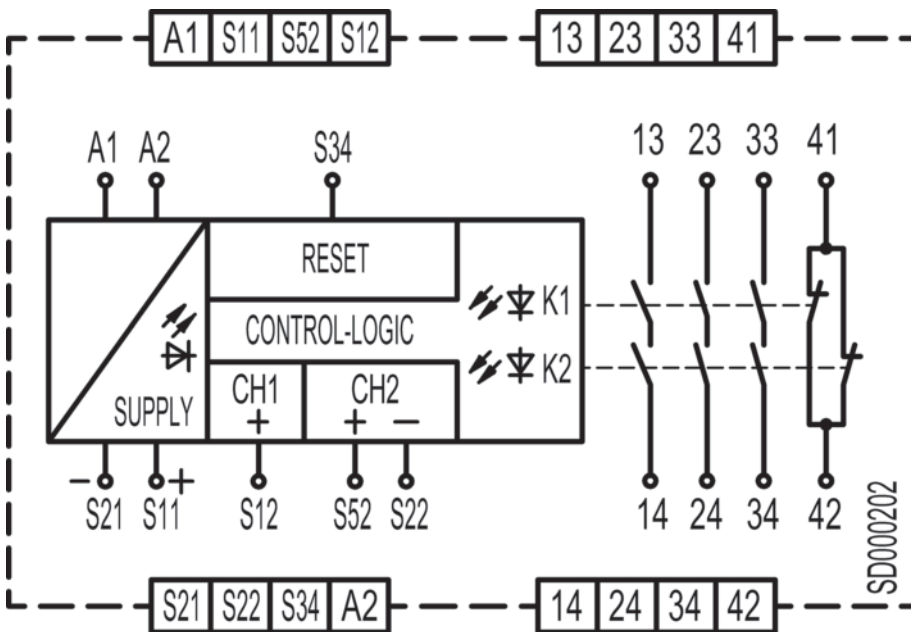 A1 S11 S52 S12 13 23 33 41
A1 A2 S34 13 23 33 41
RESET
K1
CONTROL-LOGIC
K2
CH1 CH2
SUPPLY + + −
− S21 S11 + S12 S52 S22 14 24 34 42
SD000202
S21 S22 S34 A2 14 24 34 42